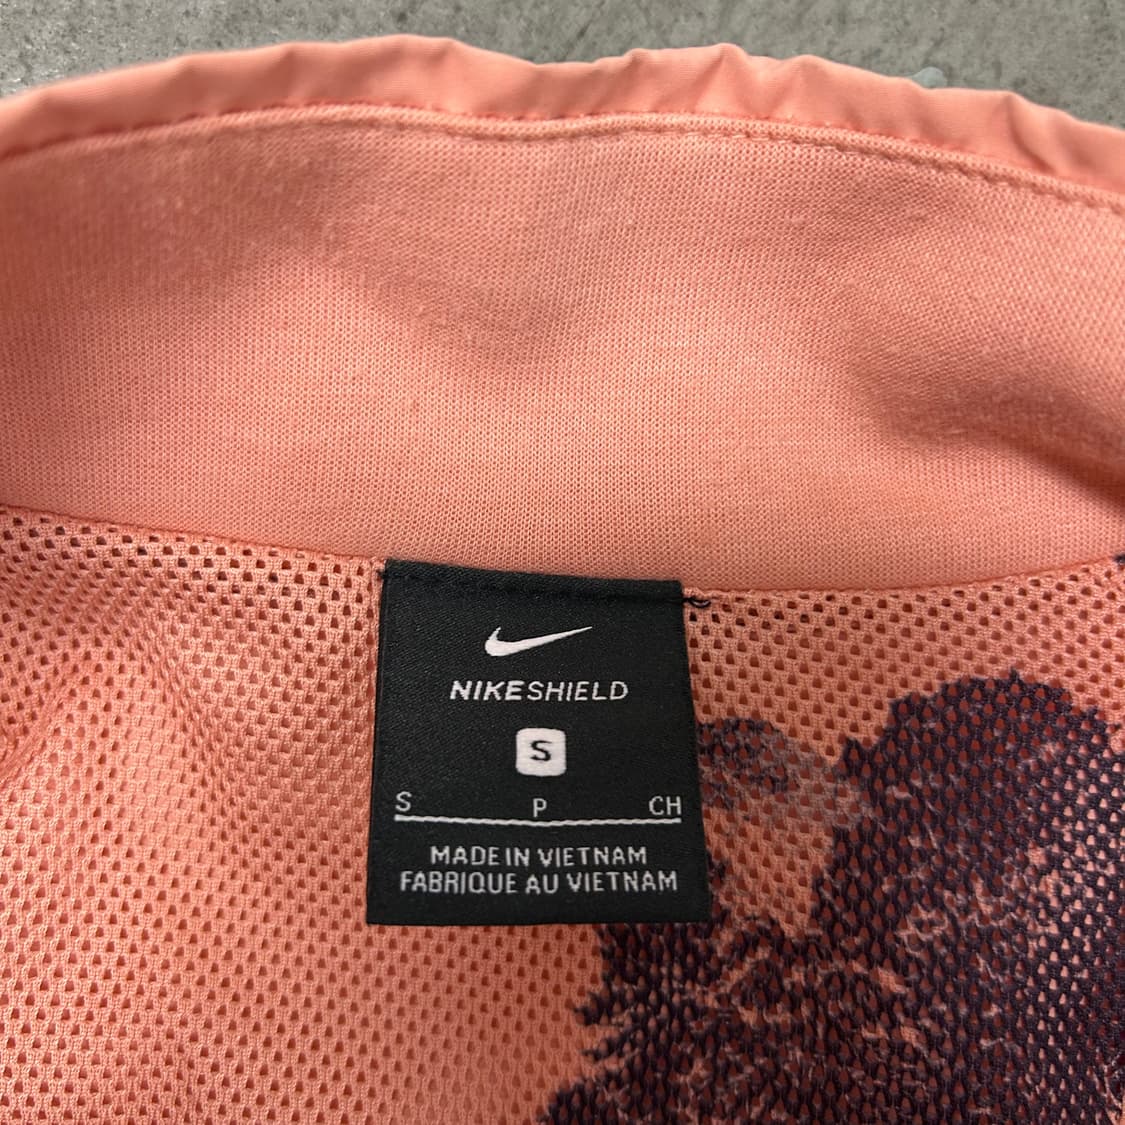 NIKESHIELD
S
S P CH
MADE IN VIETNAM
FABRIQUE AU VIETNAM